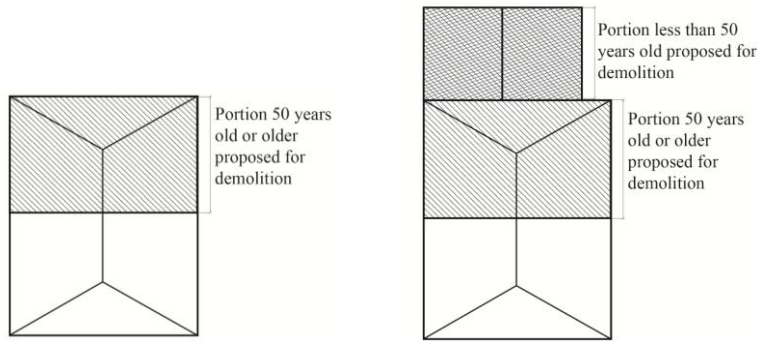 Portion 50 years
old or older
proposed for
demolition
Portion less than 50
years old proposed for
demolition
Portion 50 years
old or older
proposed for
demolition